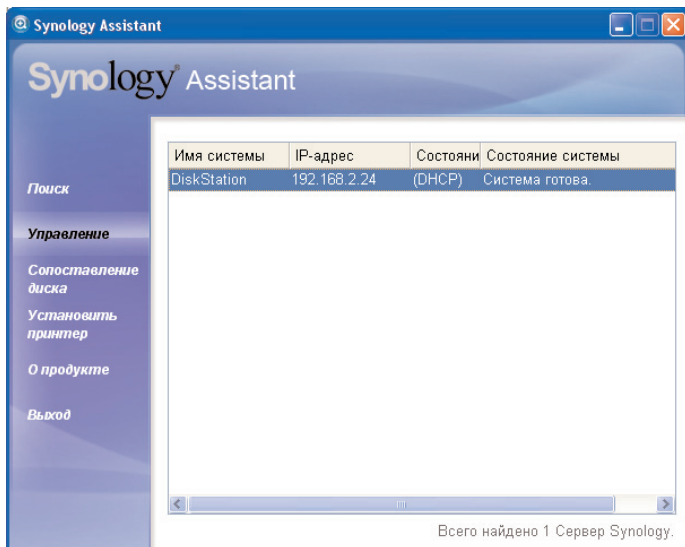 Synology Assistant
Synology® Assistant
Имя системы IP-адрес Состояни Состояние системы
DiskStation 192.168.2.24 (DHCP) Система готова.
Поиск
Управление
Сопоставление
диска
Установить
принтер
О продукте
Выход
Всего найдено 1 Сервер Synology.